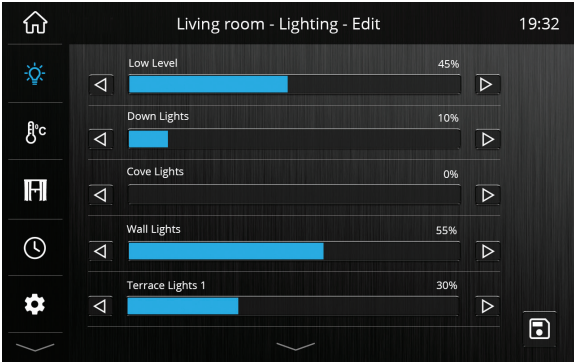 Living room - Lighting - Edit
19:32
Low Level 45%
Down Lights 10%
°C
Cove Lights 0%
Wall Lights 55%
Terrace Lights 1 30%